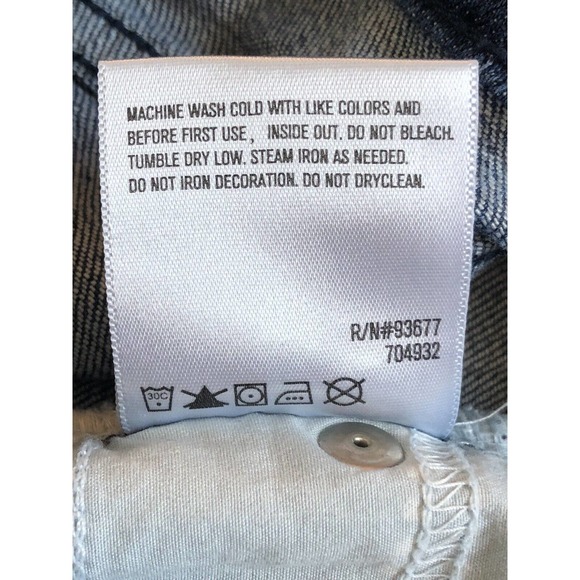 MACHINE WASH COLD WITH LIKE COLORS AND
BEFORE FIRST USE, INSIDE OUT. DO NOT BLEACH.
TUMBLE DRY LOW. STEAM IRON AS NEEDED.
DO NOT IRON DECORATION. DO NOT DRYCLEAN.
R/N#93677
704932
30C